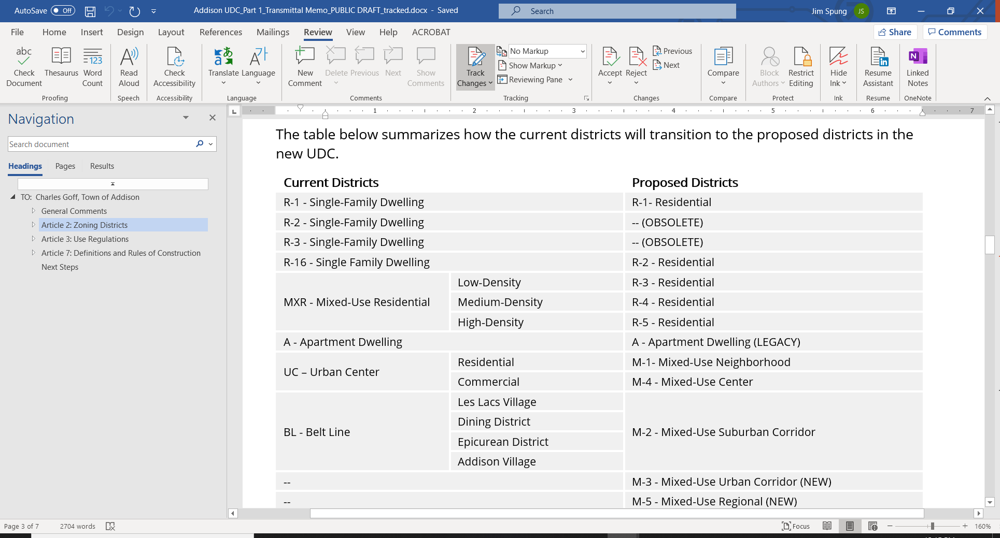 AutoSave Off Addison UDC_Part 1_Transmittal Memo_PUBLIC DRAFT_tracked.docx - Saved Search Jim Spung JS
File Home Insert Design Layout References Mailings Review View Help ACROBAT Share Comments
abc
Check Document
Thesaurus
123
Word Count
Proofing
A
Read Aloud
Speech
Check Accessibility
Accessibility
a
Translate
A
Language
Language
New Comment
Delete
Previous
Next
Show Comments
Comments
Track Changes
No Markup
Show Markup
Reviewing Pane
Tracking
Accept
Reject
Previous
Next
Changes
Compare
Compare
Block Authors
Restrict Editing
Protect
Hide Ink
Ink
in
Resume Assistant
Resume
N
Linked Notes
OneNote
Navigation
Search document
Headings Pages Results
TO: Charles Goff, Town of Addison
General Comments
Article 2: Zoning Districts
Article 3: Use Regulations
Article 7: Definitions and Rules of Construction
Next Steps
L
1 2 3 4 5 6 7
The table below summarizes how the current districts will transition to the proposed districts in the
new UDC.
Current Districts Proposed Districts
R-1 - Single-Family Dwelling R-1- Residential
R-2 - Single-Family Dwelling -- (OBSOLETE)
R-3 - Single-Family Dwelling -- (OBSOLETE)
R-16 - Single Family Dwelling R-2 - Residential
Low-Density R-3 - Residential
MXR - Mixed-Use Residential Medium-Density R-4 - Residential
High-Density R-5 - Residential
A - Apartment Dwelling A - Apartment Dwelling (LEGACY)
UC – Urban Center
Residential M-1- Mixed-Use Neighborhood
Commercial M-4 - Mixed-Use Center
BL - Belt Line
Les Lacs Village
Dining District
Epicurean District
Addison Village
M-2 - Mixed-Use Suburban Corridor
-- M-3 - Mixed-Use Urban Corridor (NEW)
-- M-5 - Mixed-Use Regional (NEW)
Page 3 of 7 2704 words Focus 160%